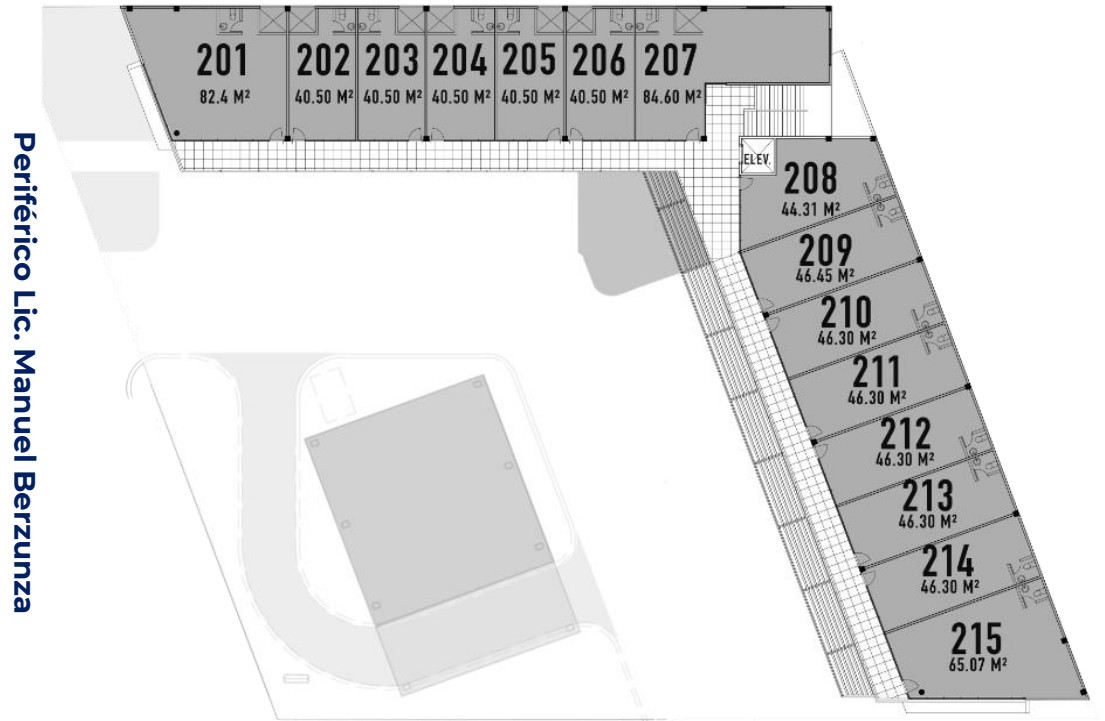 Periférico Lic. Manuel Berzunza
201
82.4 M²
202
40.50 M²
203
40.50 M²
204
40.50 M²
205
40.50 M²
206
40.50 M²
207
84.60 M²
ELEV.
208
44.31 M²
209
46.45 M²
210
46.30 M²
211
46.30 M²
212
46.30 M²
213
46.30 M²
214
46.30 M²
215
65.07 M²